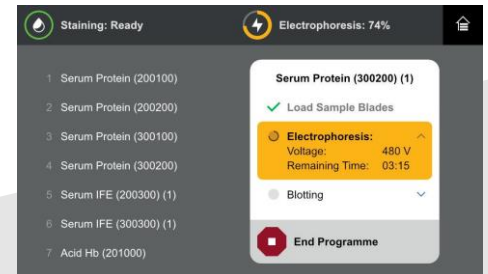 Staining: Ready
Electrophoresis: 74%
1 Serum Protein (200100)
2 Serum Protein (200200)
3 Serum Protein (300100)
4 Serum Protein (300200)
5 Serum IFE (200300) (1)
6 Serum IFE (300300) (1)
7 Acid Hb (201000)
Serum Protein (300200) (1)
Load Sample Blades
Electrophoresis:
Voltage: 480 V
Remaining Time: 03:15
Blotting
End Programme